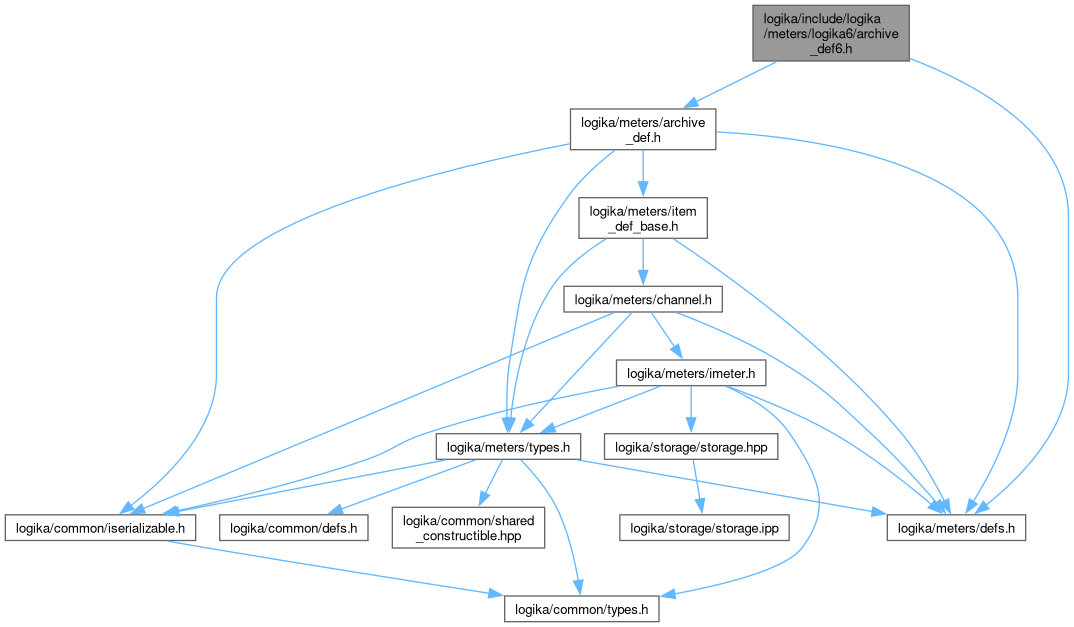 logika/include/logika
/meters/logika6/archive
_def6.h
logika/meters/archive
_def.h
logika/meters/item
_def_base.h
logika/meters/channel.h
logika/meters/imeter.h
logika/meters/types.h
logika/storage/storage.hpp
logika/common/iserializable.h
logika/common/defs.h
logika/common/shared
_constructible.hpp
logika/storage/storage.ipp
logika/meters/defs.h
logika/common/types.h